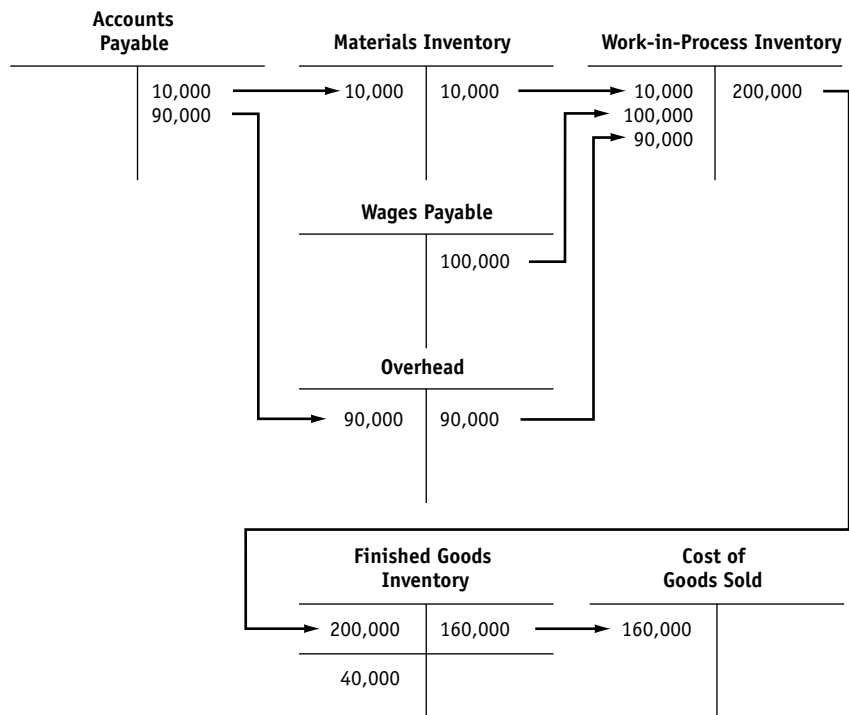 Accounts
Payable
Materials Inventory
Work-in-Process Inventory
10,000
10,000
10,000
10,000
200,000
90,000
100,000
90,000
Wages Payable
100,000
Overhead
90,000
90,000
Finished Goods
Inventory
Cost of
Goods Sold
200,000
160,000
160,000
40,000